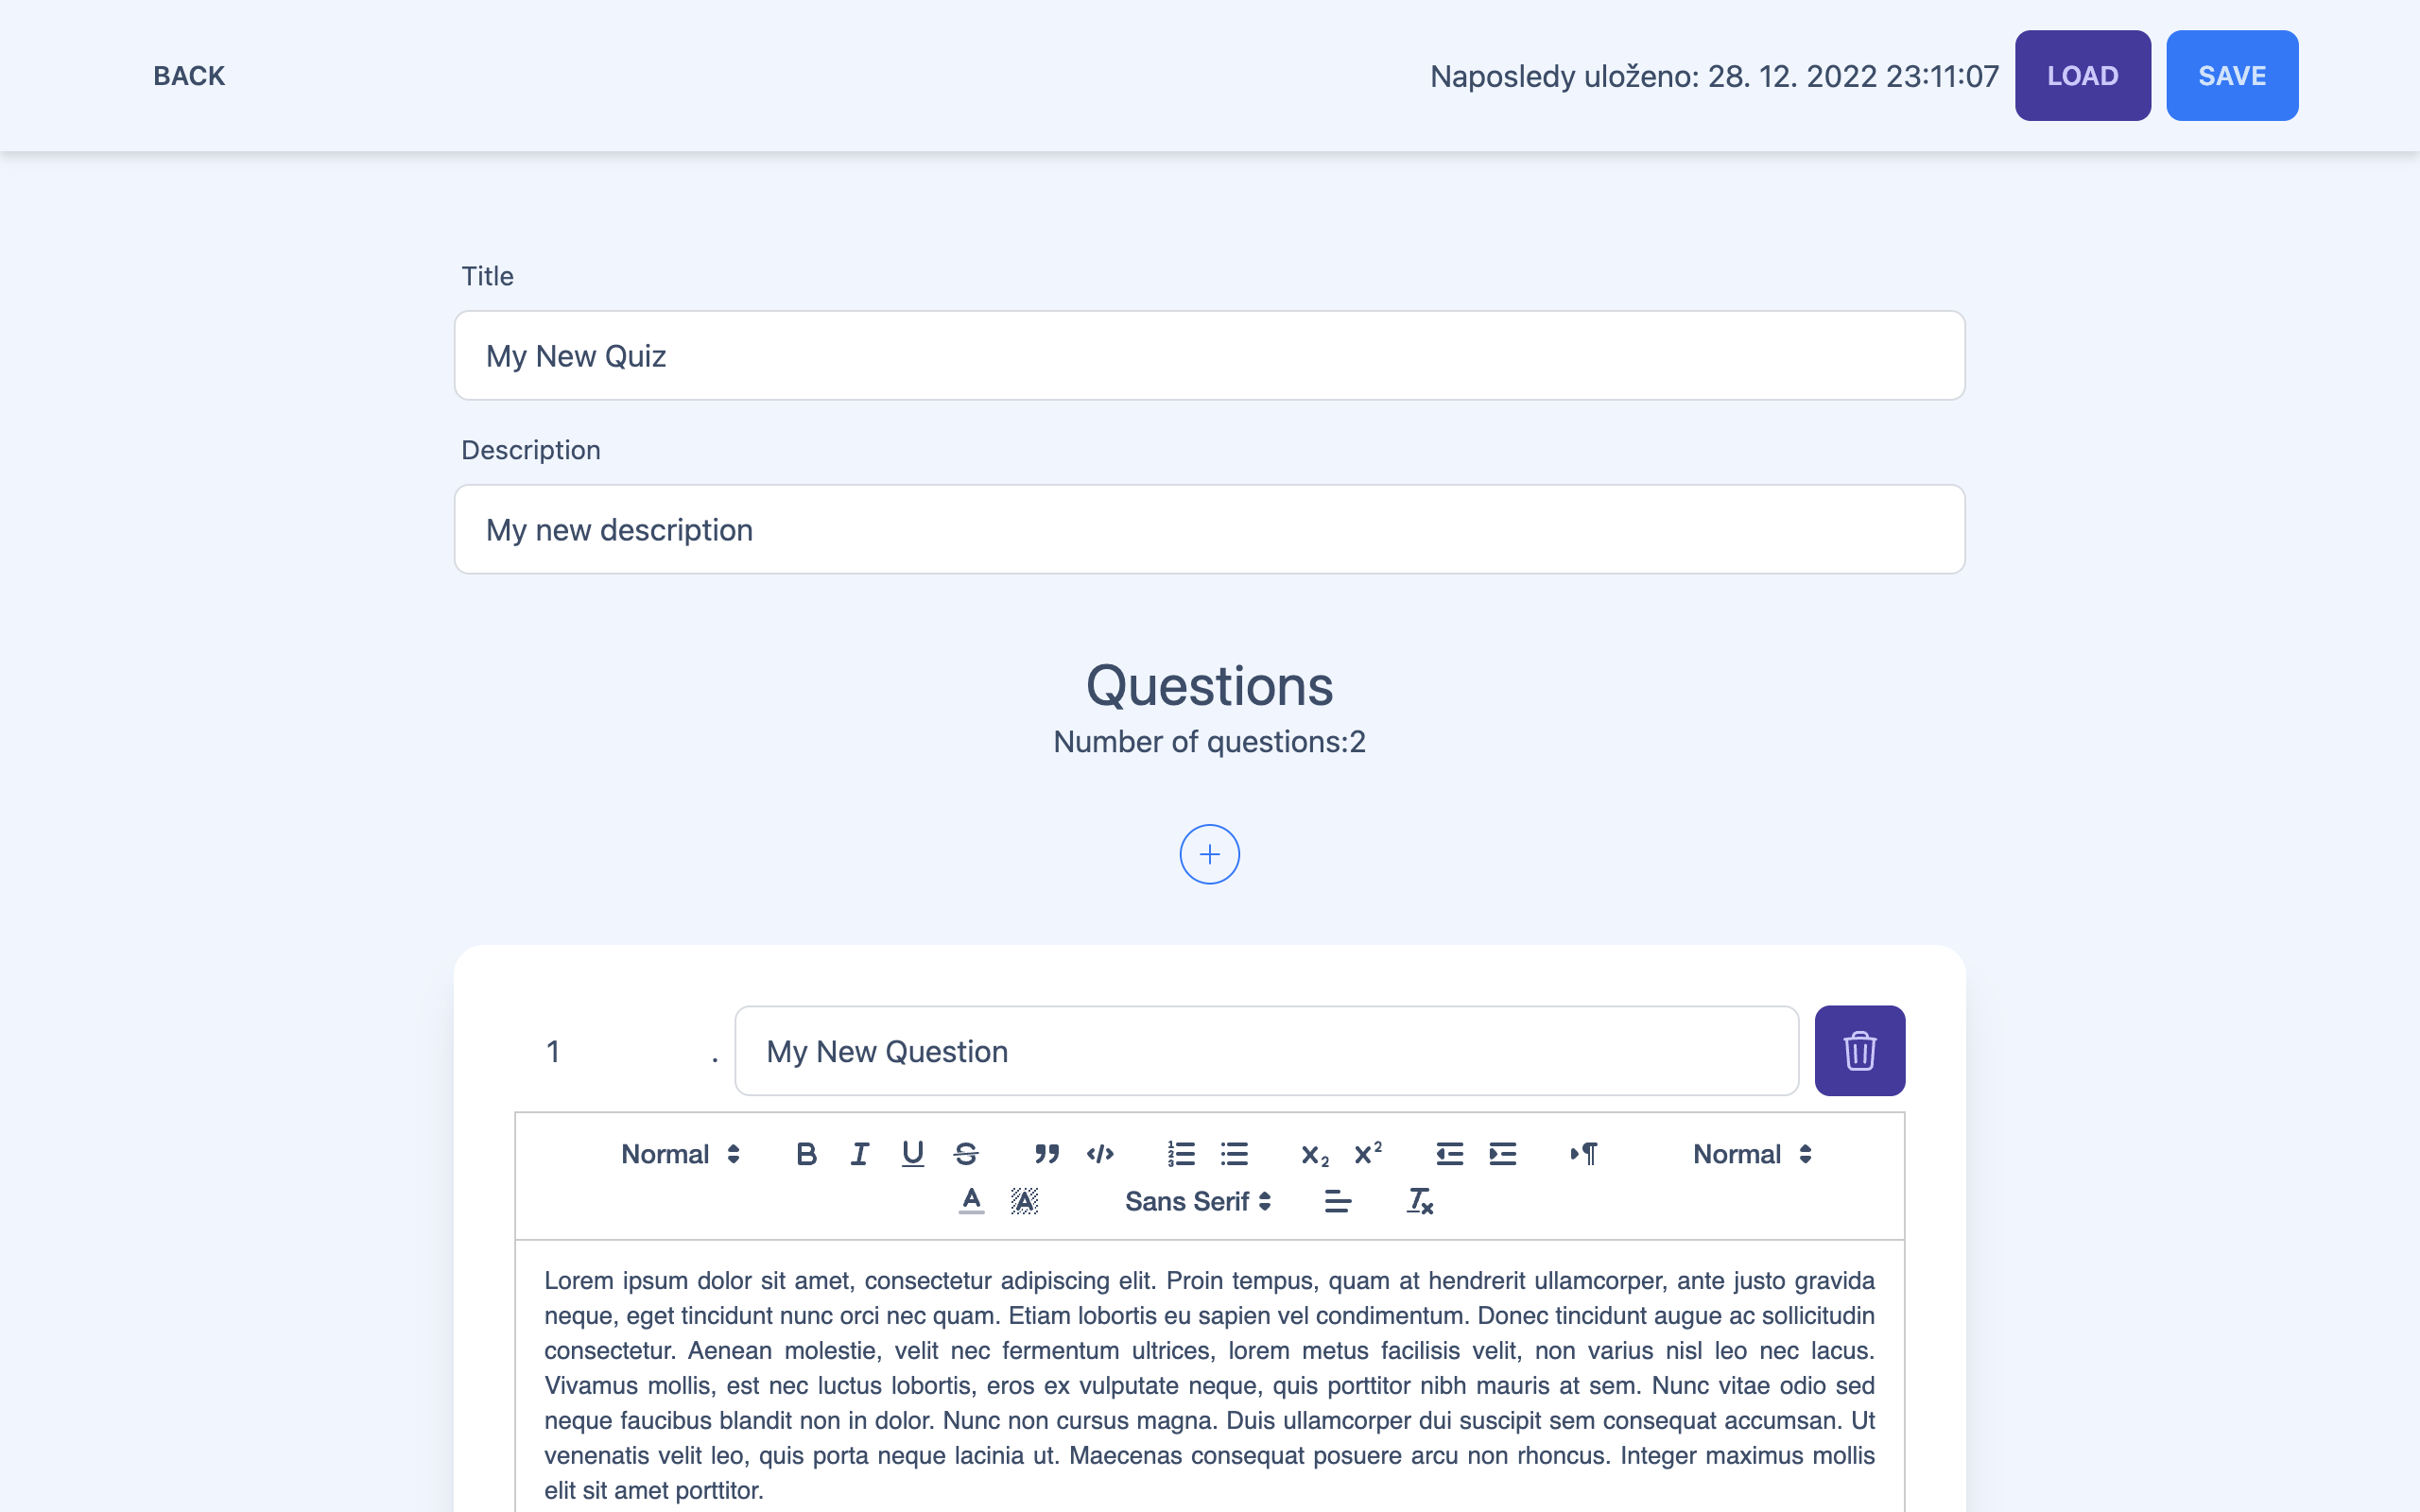 BACK
Naposledy uloženo: 28. 12. 2022 23:11:07
LOAD
SAVE
Title
My New Quiz
Description
My new description
Questions
Number of questions:2
1 .
My New Question
Normal
Normal
Sans Serif
Lorem ipsum dolor sit amet, consectetur adipiscing elit. Proin tempus, quam at hendrerit ullamcorper, ante justo gravida
neque, eget tincidunt nunc orci nec quam. Etiam lobortis eu sapien vel condimentum. Donec tincidunt augue ac sollicitudin
consectetur. Aenean molestie, velit nec fermentum ultrices, lorem metus facilisis velit, non varius nisl leo nec lacus.
Vivamus mollis, est nec luctus lobortis, eros ex vulputate neque, quis porttitor nibh mauris at sem. Nunc vitae odio sed
neque faucibus blandit non in dolor. Nunc non cursus magna. Duis ullamcorper dui suscipit sem consequat accumsan. Ut
venenatis velit leo, quis porta neque lacinia ut. Maecenas consequat posuere arcu non rhoncus. Integer maximus mollis
elit sit amet porttitor.